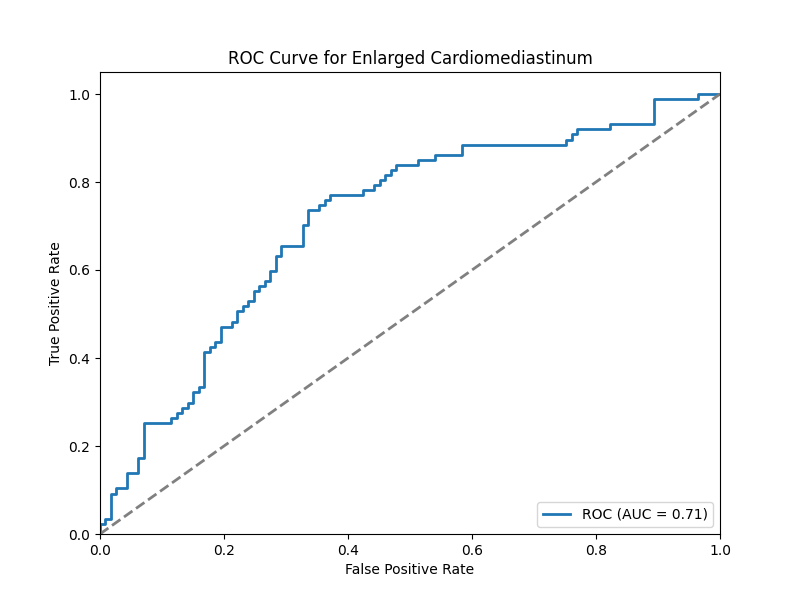 ROC Curve for Enlarged Cardiomediastinum
True Positive Rate
1.0
0.8
0.6
0.4
0.2
0.0
0.0 0.2 0.4 0.6 0.8 1.0
False Positive Rate
ROC (AUC = 0.71)